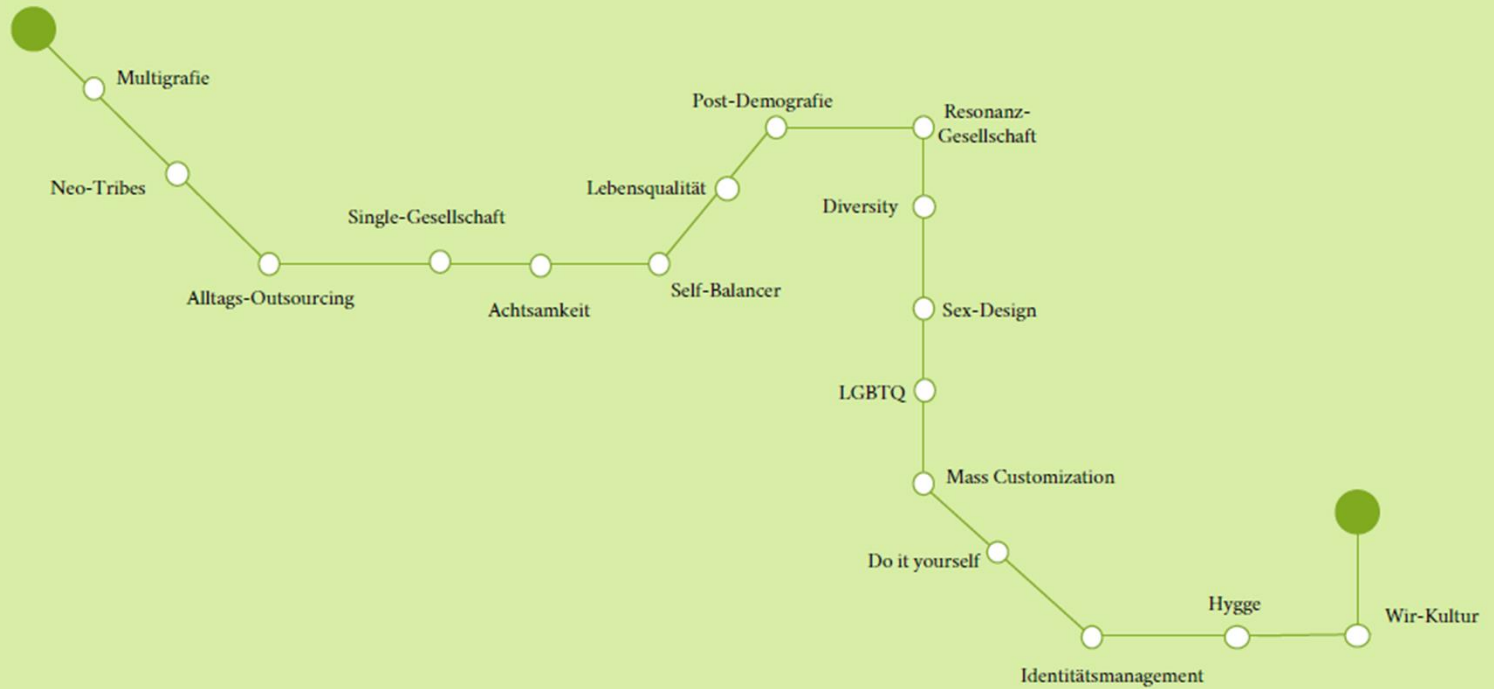 Multigrafie
Neo-Tribes
Alltags-Outsourcing
Single-Gesellschaft
Achtsamkeit
Self-Balancer
Lebensqualität
Post-Demografie
Resonanz-
Gesellschaft
Diversity
Sex-Design
LGBTQ
Mass Customization
Do it yourself
Identitätsmanagement
Hygge
Wir-Kultur